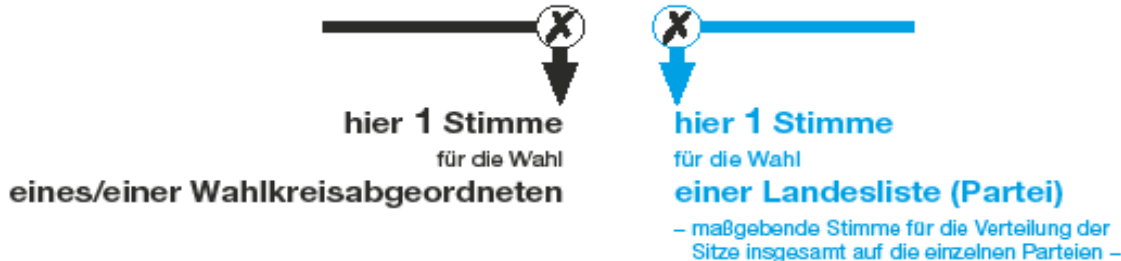 hier 1 Stimme
für die Wahl
eines/einer Wahlkreisabgeordneten
hier 1 Stimme
für die Wahl
einer Landesliste (Partei)
– maßgebende Stimme für die Verteilung der
Sitze insgesamt auf die einzelnen Parteien –